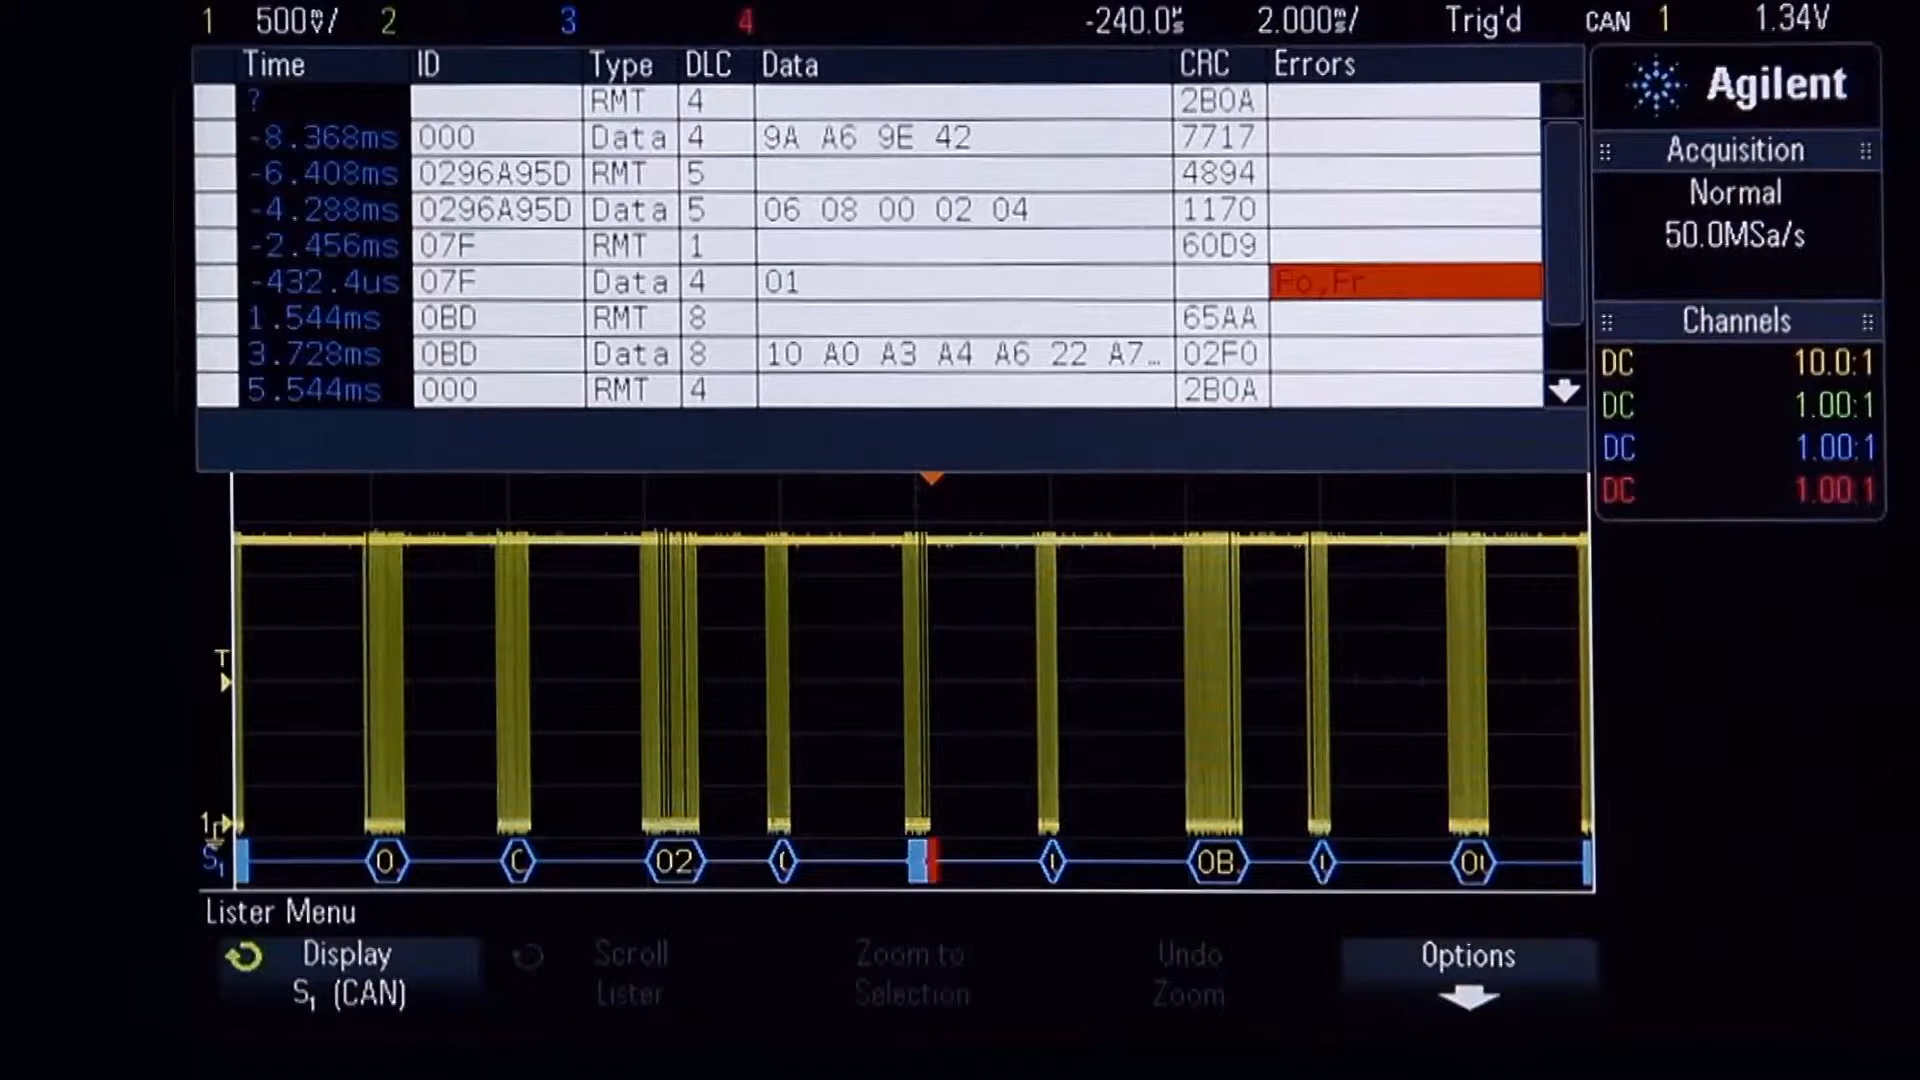 1 500mV/ 2 3 4 -240.0µs 2.000ms/ Trig'd CAN 1 1.34V
Time ID Type DLC Data CRC Errors
? RMT 4 2B0A
-8.368ms 000 Data 4 9A A6 9E 42 7717
-6.408ms 0296A95D RMT 5 4894
-4.288ms 0296A95D Data 5 06 08 00 02 04 1170
-2.456ms 07F RMT 1 60D9
-432.4us 07F Data 4 01 Fo,Fr
1.544ms 0BD RMT 8 65AA
3.728ms 0BD Data 8 10 A0 A3 A4 A6 22 A7… 02F0
5.544ms 000 RMT 4 2B0A
Agilent
Acquisition
Normal
50.0MSa/s
Channels
DC 10.0:1
DC 1.00:1
DC 1.00:1
DC 1.00:1
T
1
S1 0 02 0B
Lister Menu
Display
S1 (CAN)
Scroll
Lister
Zoom to
Selection
Undo
Zoom
Options